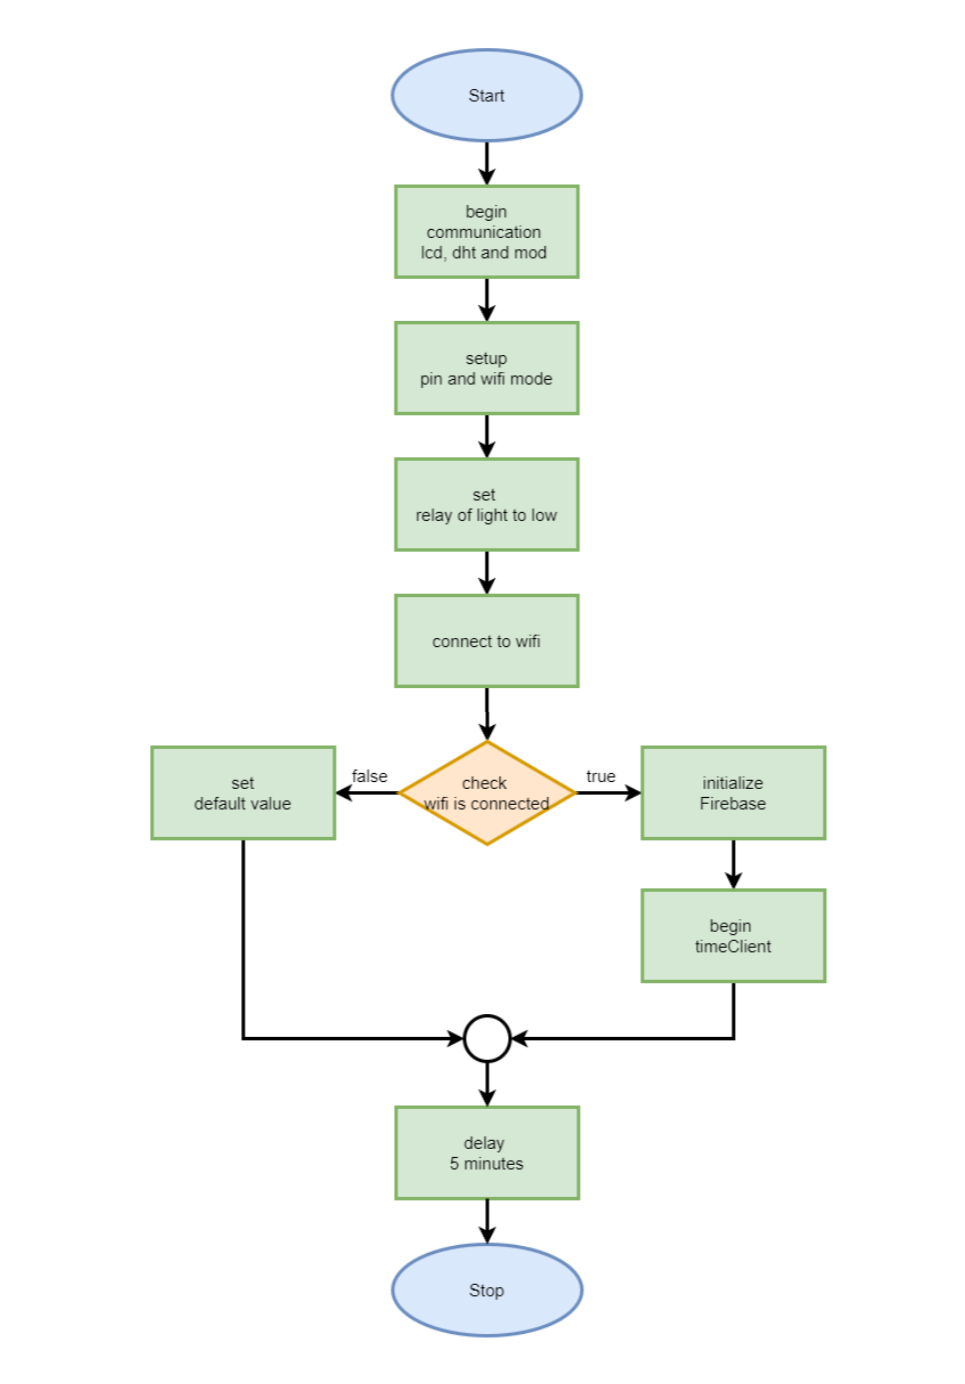 Start
begin
communication
lcd, dht and mod
setup
pin and wifi mode
set
relay of light to low
connect to wifi
check
wifi is connected
false
true
set
default value
initialize
Firebase
begin
timeClient
delay
5 minutes
Stop